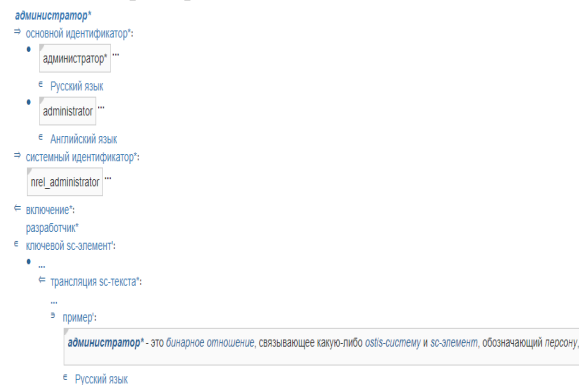 администратор*
⇒ основной идентификатор*:
• администратор* ...
∈ Русский язык
• administrator ...
∈ Английский язык
⇒ системный идентификатор*:
nrel_administrator ...
⇐ включение*:
разработчик*
∈ ключевой sc-элемент':
• ...
⇐ трансляция sc-текста*:
...
∋ пример':
администратор* - это бинарное отношение, связывающее какую-либо ostis-систему и sc-элемент, обозначающий персону,
∈ Русский язык